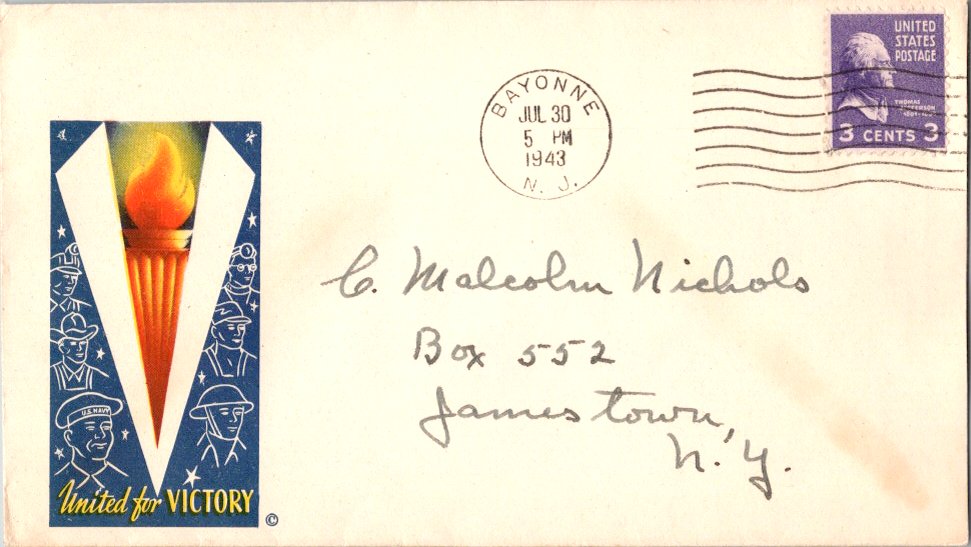 UNITED
STATES
POSTAGE
THOMAS
JEFFERSON
3 CENTS 3
BAYONNE
JUL 30
5 PM
1943
N. J.
C. Malcolm Nichols
Box 552
Jamestown,
N.Y.
U.S. NAVY
United for VICTORY
©